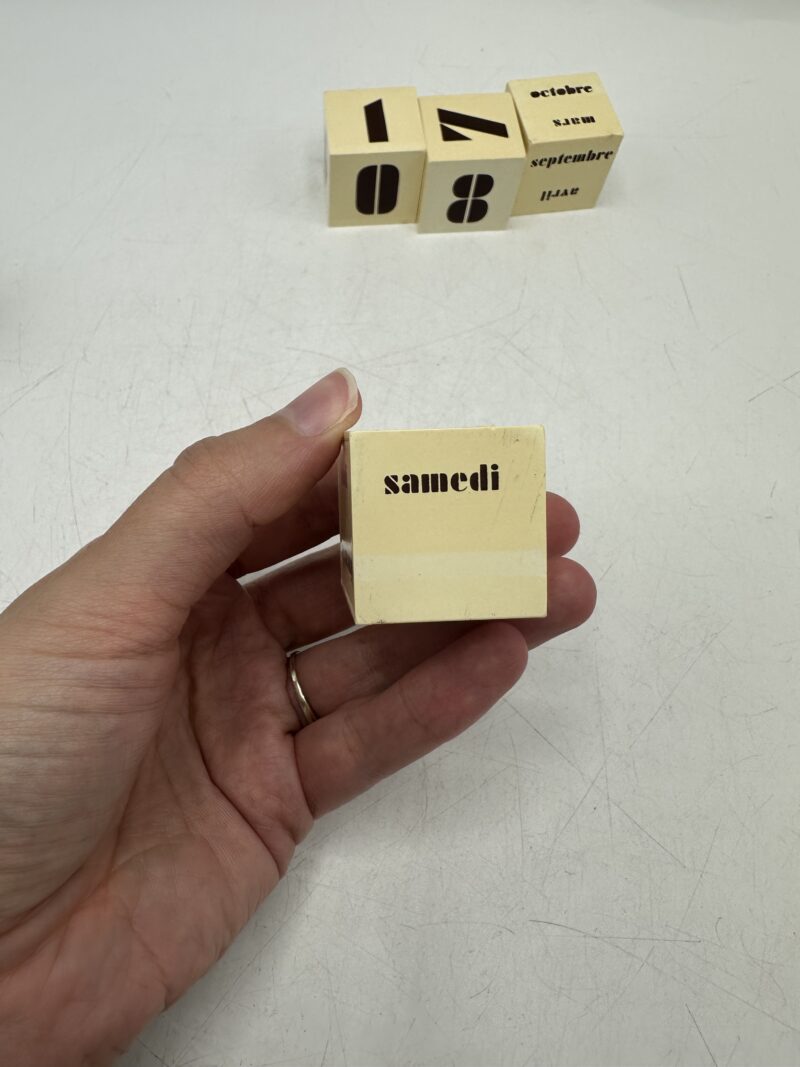 1
7
octobre
mars
0
8
septembre
avril
samedi